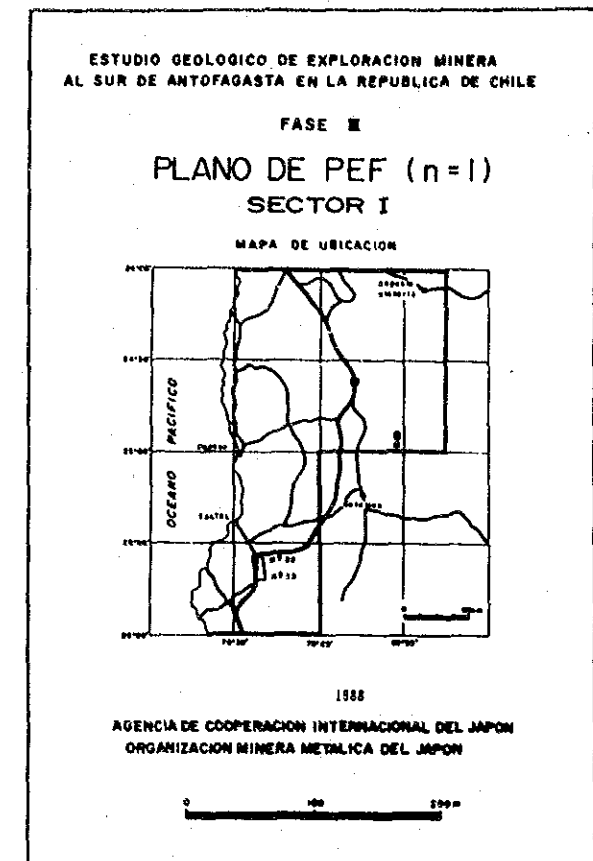 ESTUDIO GEOLOGICO DE EXPLORACION MINERA
AL SUR DE ANTOFAGASTA EN LA REPUBLICA DE CHILE
FASE III
PLANO DE PEF (n=1)
SECTOR I
MAPA DE UBICACION
OCEANO PACIFICO
TALTAL
1988
AGENCIA DE COOPERACION INTERNACIONAL DEL JAPON
ORGANIZACION MINERA METALICA DEL JAPON
0 100 200m